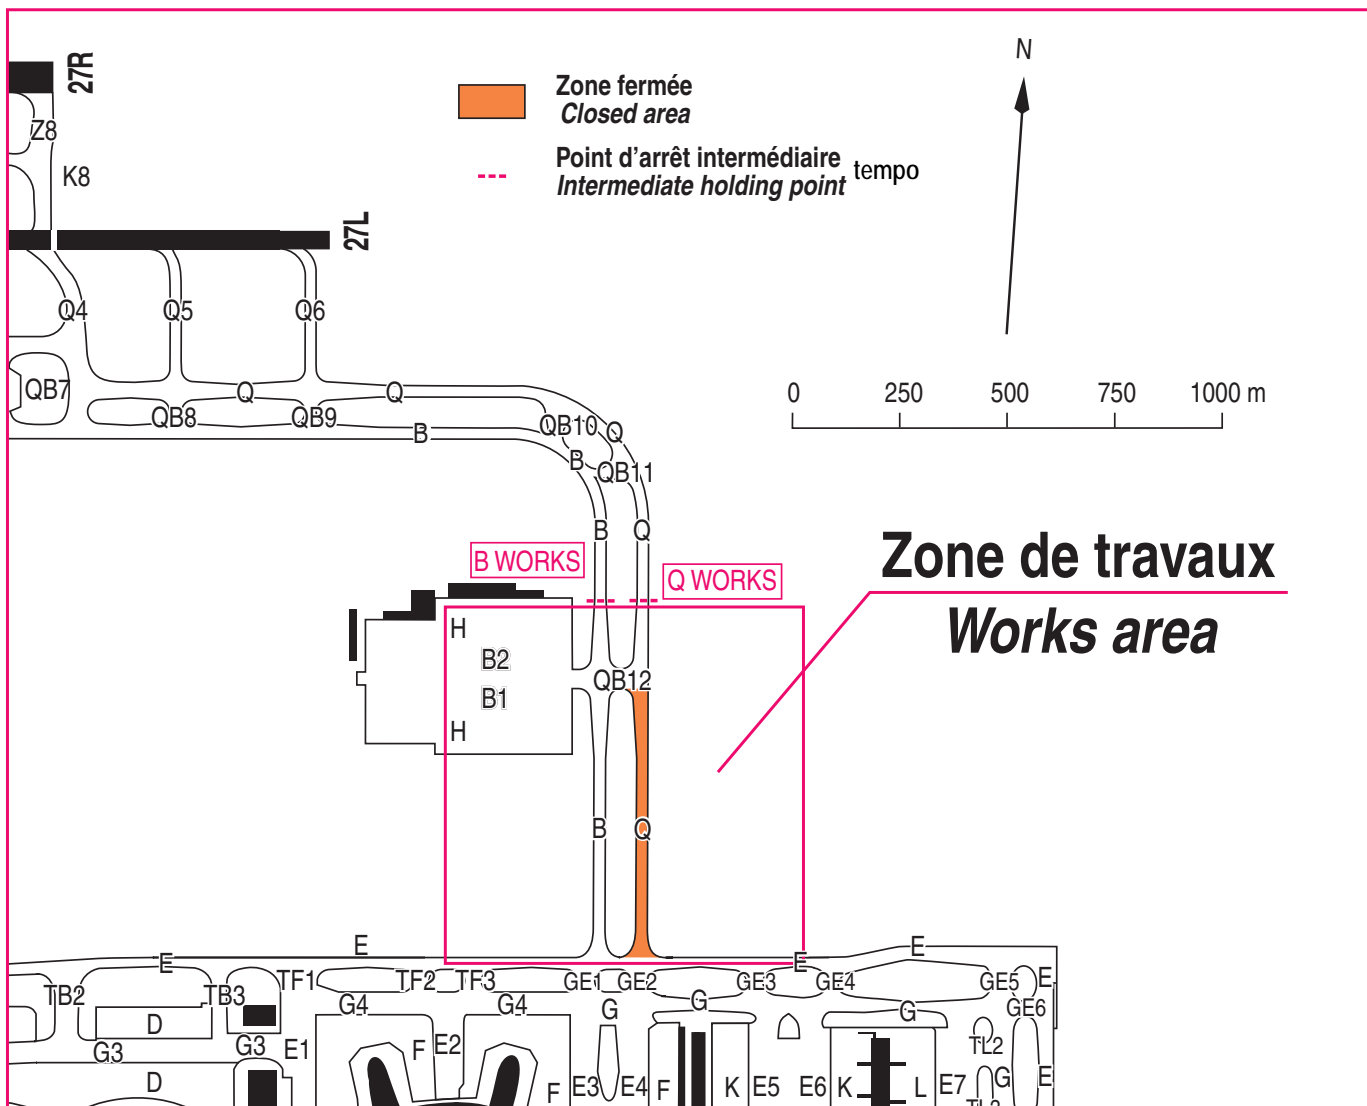 27R
N
Zone fermée
Closed area
Z8
Point d'arrêt intermédiaire
Intermediate holding point tempo
K8
27L
Q4 Q5 Q6
QB7 Q Q
0 250 500 750 1000 m
QB8 QB9 B QB10 Q
B QB11
B Q
Zone de travaux
B WORKS
Q WORKS
Works area
H
B2
QB12
B1
H
B Q
E E E E
TF1 TF2 TF3 GE1 GE2 GE3 GE4 GE5 E
TB2 TB3 G4 G4 G G G GE6
D
G3 G3 E1 F E2 TL2
D F E3 E4 F K E5 E6 K L E7 G E